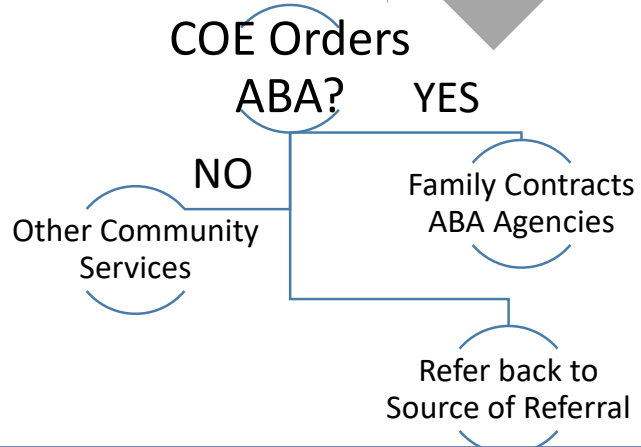 COE Orders
ABA?
YES
NO
Family Contracts
ABA Agencies
Other Community
Services
Refer back to
Source of Referral